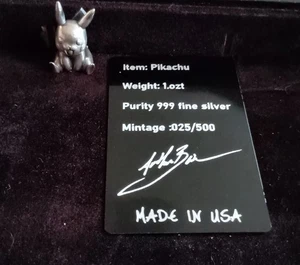 Item: Pikachu
Weight: 1.ozt
Purity 999 fine silver
Mintage :025/500
MADE IN USA